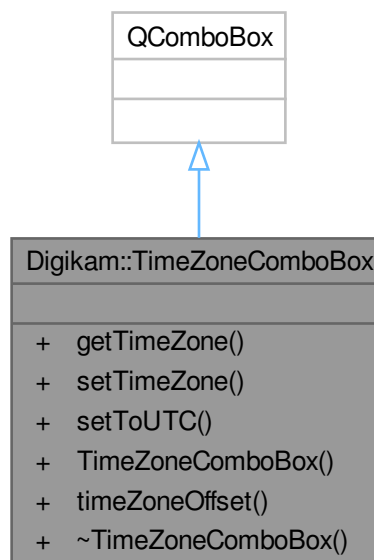 QComboBox
Digikam::TimeZoneComboBox
+ getTimeZone()
+ setTimeZone()
+ setToUTC()
+ TimeZoneComboBox()
+ timeZoneOffset()
+ ~TimeZoneComboBox()